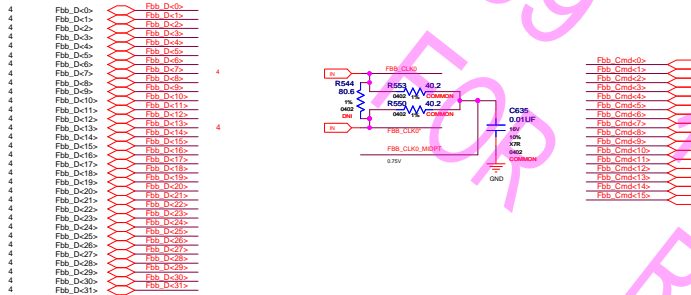 4 Fbb_D<0> Fbb_D<0>
4 Fbb_D<1> Fbb_D<1>
4 Fbb_D<2> Fbb_D<2>
4 Fbb_D<3> Fbb_D<3>
4 Fbb_D<4> Fbb_D<4>
4 Fbb_D<5> Fbb_D<5>
4 Fbb_D<6> Fbb_D<6>
4 Fbb_D<7> Fbb_D<7>
4 Fbb_D<8> Fbb_D<8>
4 Fbb_D<9> Fbb_D<9>
4 Fbb_D<10> Fbb_D<10>
4 Fbb_D<11> Fbb_D<11>
4 Fbb_D<12> Fbb_D<12>
4 Fbb_D<13> Fbb_D<13>
4 Fbb_D<14> Fbb_D<14>
4 Fbb_D<15> Fbb_D<15>
4 Fbb_D<16> Fbb_D<16>
4 Fbb_D<17> Fbb_D<17>
4 Fbb_D<18> Fbb_D<18>
4 Fbb_D<19> Fbb_D<19>
4 Fbb_D<20> Fbb_D<20>
4 Fbb_D<21> Fbb_D<21>
4 Fbb_D<22> Fbb_D<22>
4 Fbb_D<23> Fbb_D<23>
4 Fbb_D<24> Fbb_D<24>
4 Fbb_D<25> Fbb_D<25>
4 Fbb_D<26> Fbb_D<26>
4 Fbb_D<27> Fbb_D<27>
4 Fbb_D<28> Fbb_D<28>
4 Fbb_D<29> Fbb_D<29>
4 Fbb_D<30> Fbb_D<30>
4 Fbb_D<31> Fbb_D<31>
4
4
IN
FBB_CLK0
R544
80.6
1%
0402
DNI
R553 40.2
0402 1% COMMON
R550 40.2
0402 1% COMMON
IN
FBB_CLK0*
FBB_CLK0_MIDPT
0.75V
C635
0.01UF
16V
10%
X7R
0402
COMMON
GND
Fbb_Cmd<0>
Fbb_Cmd<1>
Fbb_Cmd<2>
Fbb_Cmd<3>
Fbb_Cmd<4>
Fbb_Cmd<5>
Fbb_Cmd<6>
Fbb_Cmd<7>
Fbb_Cmd<8>
Fbb_Cmd<9>
Fbb_Cmd<10>
Fbb_Cmd<11>
Fbb_Cmd<12>
Fbb_Cmd<13>
Fbb_Cmd<14>
Fbb_Cmd<15>
FOR
9